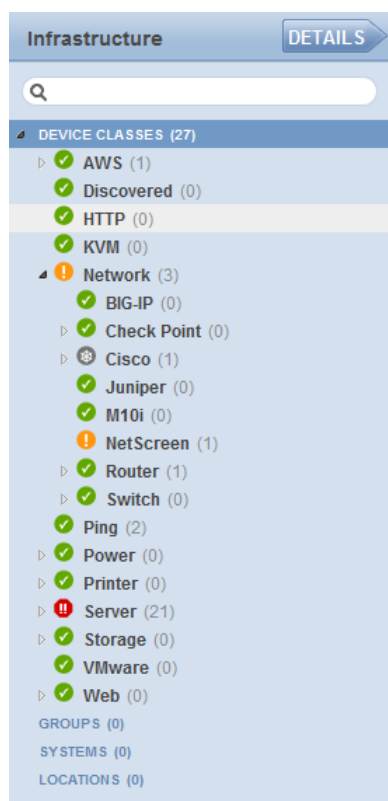 Infrastructure DETAILS
DEVICE CLASSES (27)
AWS (1)
Discovered (0)
HTTP (0)
KVM (0)
Network (3)
BIG-IP (0)
Check Point (0)
Cisco (1)
Juniper (0)
M10i (0)
NetScreen (1)
Router (1)
Switch (0)
Ping (2)
Power (0)
Printer (0)
Server (21)
Storage (0)
VMware (0)
Web (0)
GROUPS (0)
SYSTEMS (0)
LOCATIONS (0)